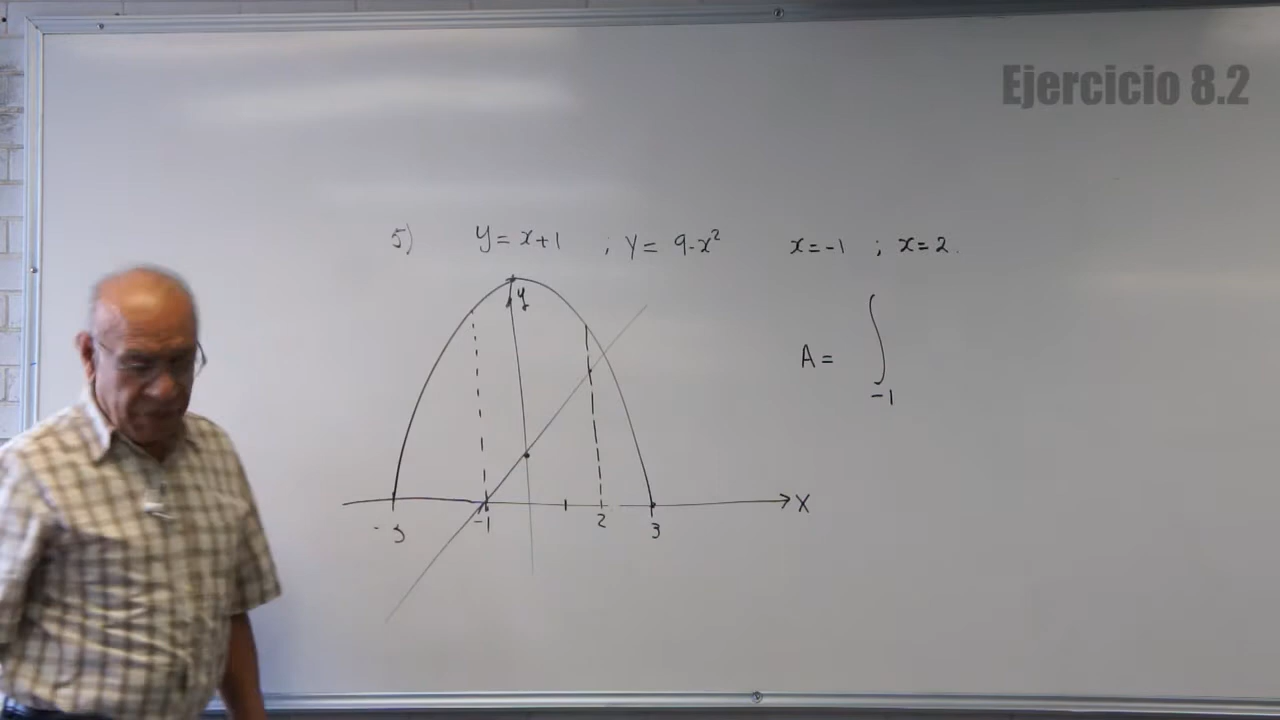 Ejercicio 8.2
5) y = x+1 ; y = 9-x² x=-1 ; x=2.
y
A = ∫
-1
X
-3 -1 2 3